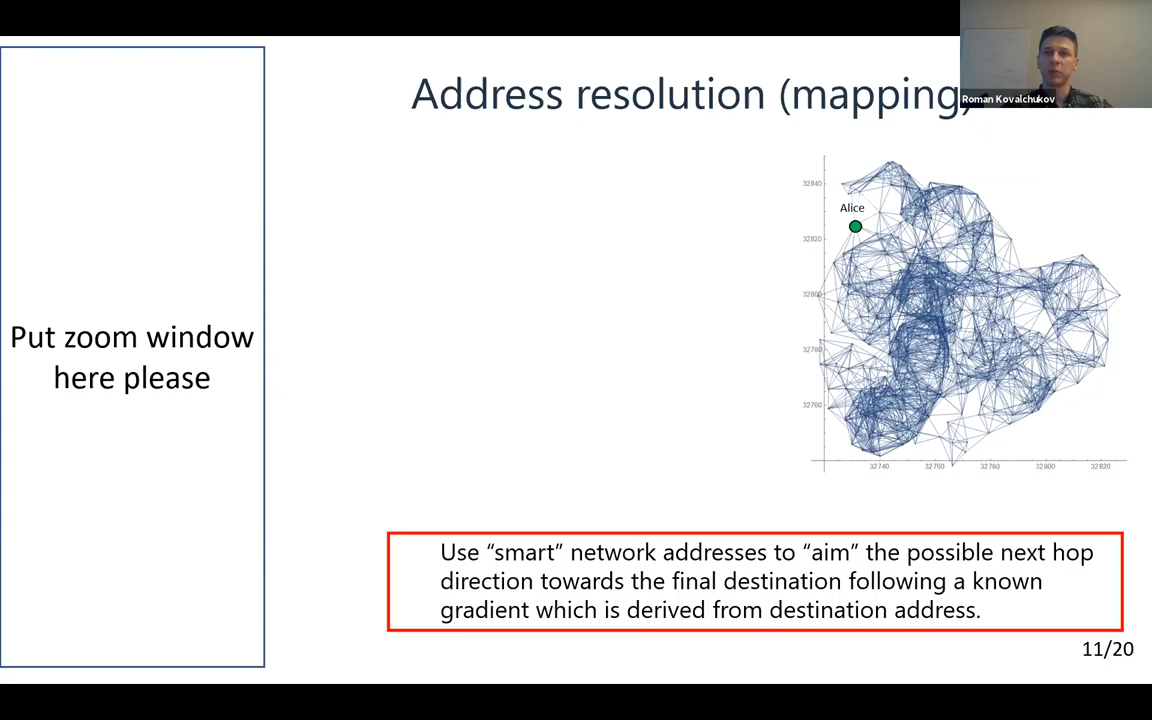 Address resolution (mapping)
Roman Kovalchukov
Put zoom window
here please
Alice
32840
32820
32800
32780
32760
32740
32760
32780
32800
32820
Use “smart” network addresses to “aim” the possible next hop
direction towards the final destination following a known
gradient which is derived from destination address.
11/20